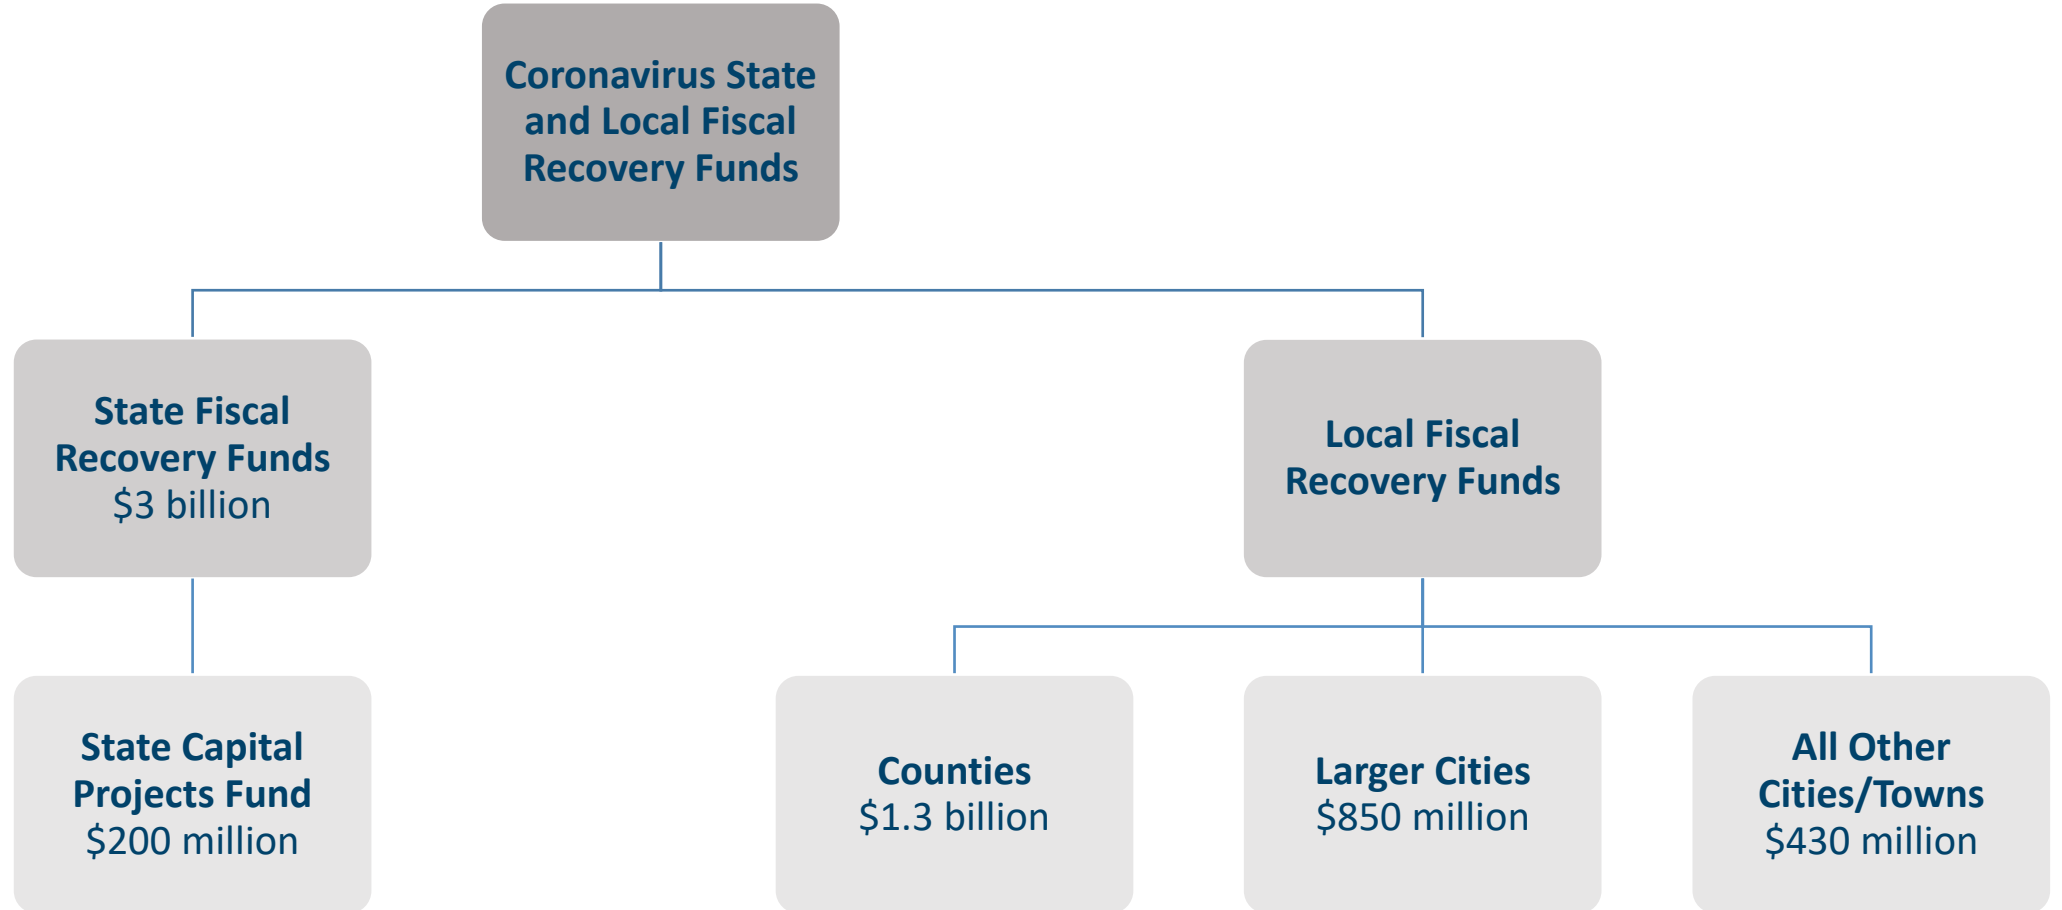 Coronavirus State
and Local Fiscal
Recovery Funds
State Fiscal
Recovery Funds
$3 billion
Local Fiscal
Recovery Funds
State Capital
Projects Fund
$200 million
Counties
$1.3 billion
Larger Cities
$850 million
All Other
Cities/Towns
$430 million